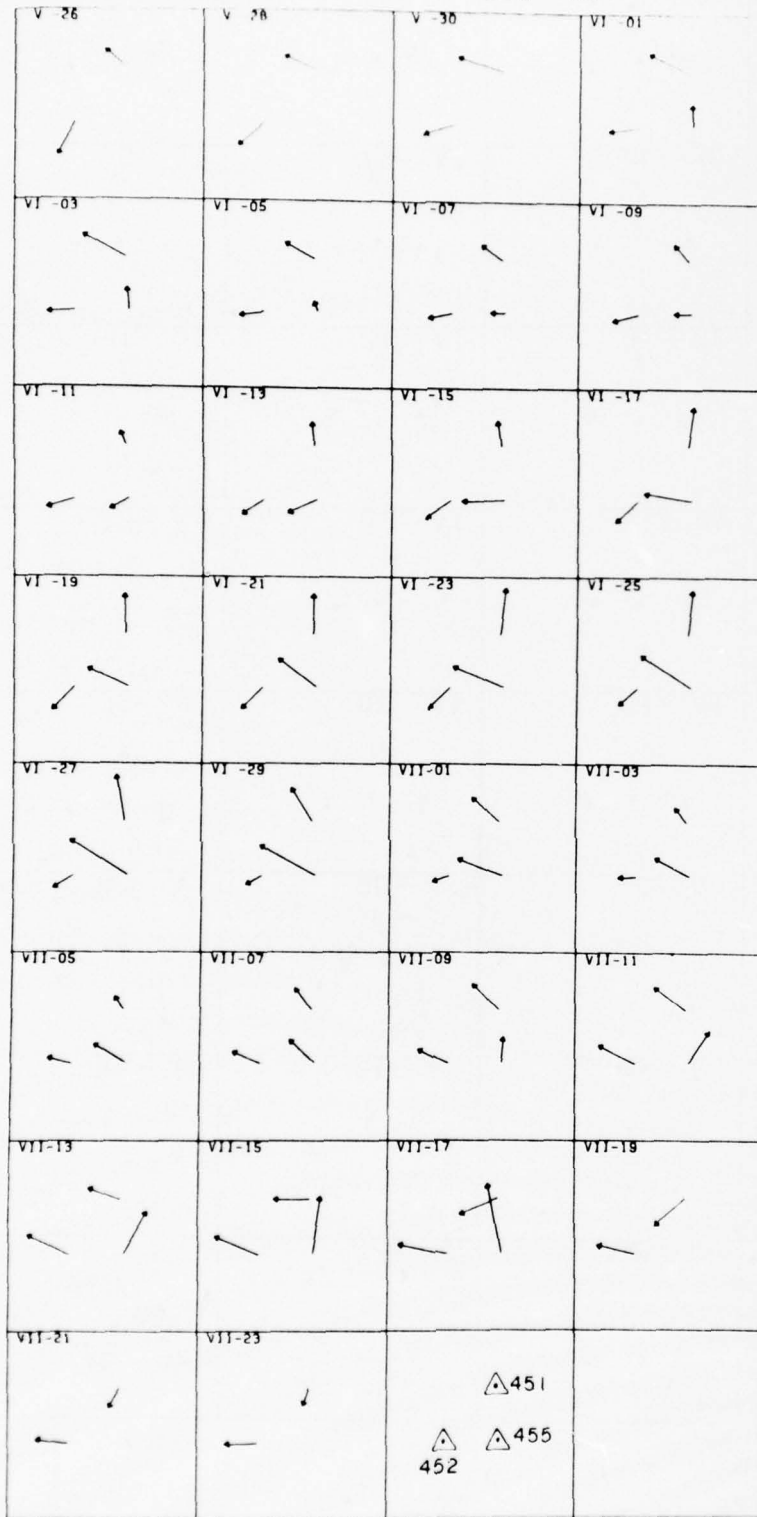 V -26 V -28 V -30 VI -01
VI -03 VI -05 VI -07 VI -09
VI -11 VI -13 VI -15 VI -17
VI -19 VI -21 VI -23 VI -25
VI -27 VI -29 VII-01 VII-03
VII-05 VII-07 VII-09 VII-11
VII-13 VII-15 VII-17 VII-19
VII-21 VII-23
451
455
452